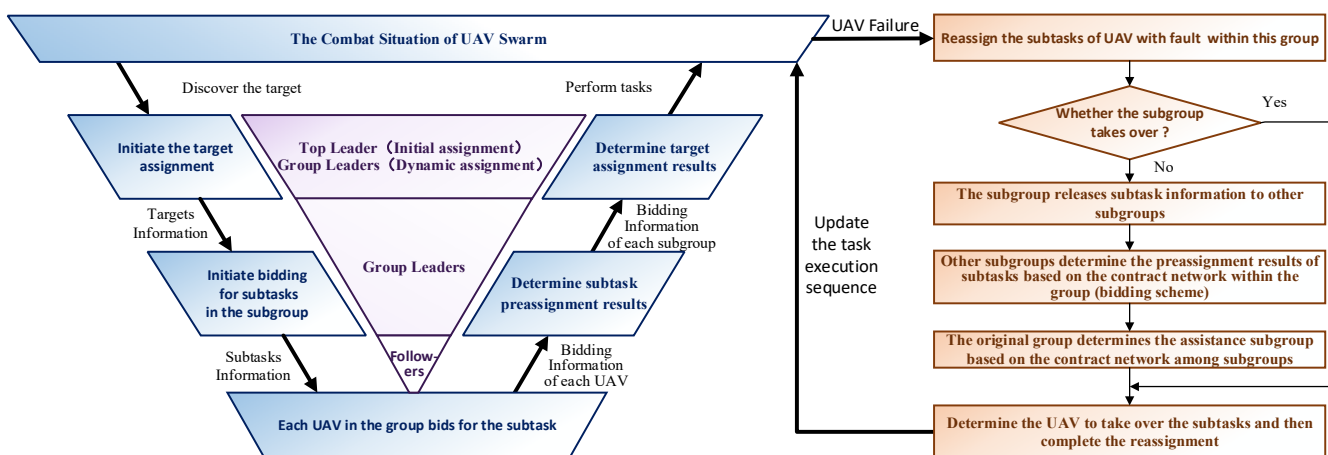 The Combat Situation of UAV Swarm
UAV Failure
Discover the target
Perform tasks
Initiate the target
assignment
Top Leader（Initial assignment）
Group Leaders（Dynamic assignment）
Determine target
assignment results
Targets
Information
Bidding
Information
of each subgroup
Initiate bidding
for subtasks
in the subgroup
Group Leaders
Determine subtask
preassignment results
Subtasks
Information
Follow-
ers
Bidding
Information
of each UAV
Each UAV in the group bids for the subtask
Update
the task
execution
sequence
Reassign the subtasks of UAV with fault within this group
Whether the subgroup
takes over ?
Yes
No
The subgroup releases subtask information to other
subgroups
Other subgroups determine the preassignment results of
subtasks based on the contract network within the
group (bidding scheme)
The original group determines the assistance subgroup
based on the contract network among subgroups
Determine the UAV to take over the subtasks and then
complete the reassignment